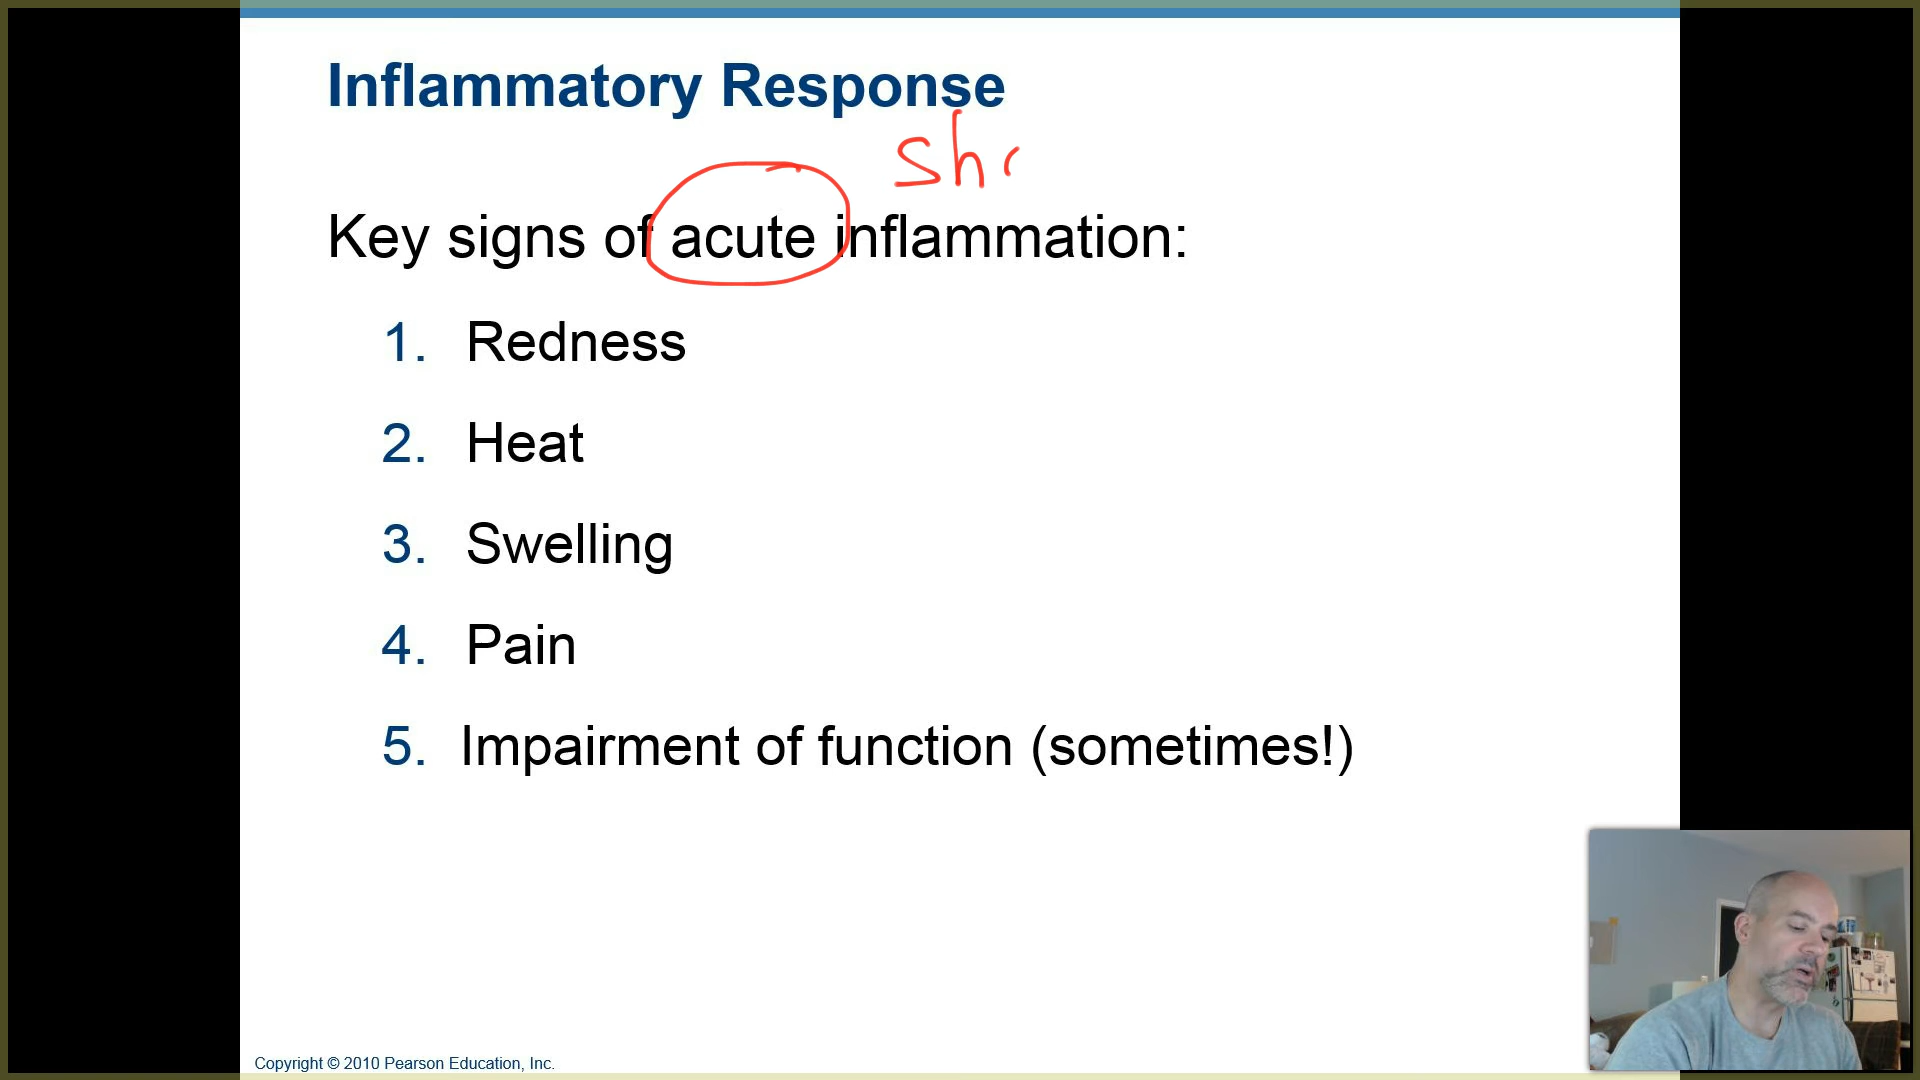 Inflammatory Response
sh
Key signs of acute inflammation:
1. Redness
2. Heat
3. Swelling
4. Pain
5. Impairment of function (sometimes!)
Copyright © 2010 Pearson Education, Inc.